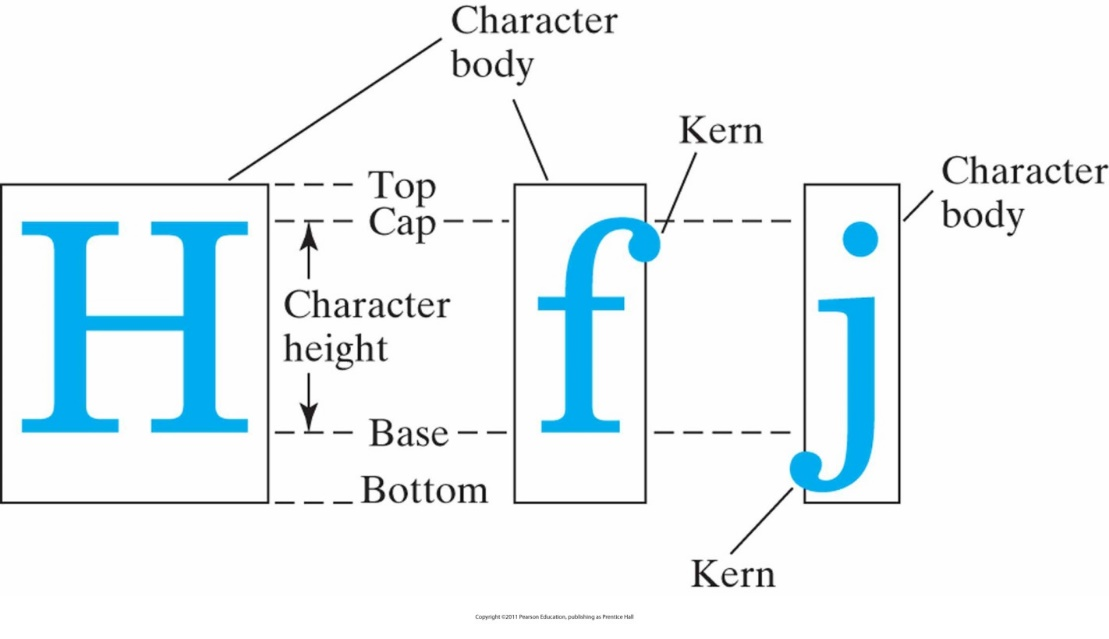 Character
body
Kern
Character
body
Top
Cap
H
f
j
Character
height
Base
Bottom
Kern
Copyright ©2011 Pearson Education, publishing as Prentice Hall